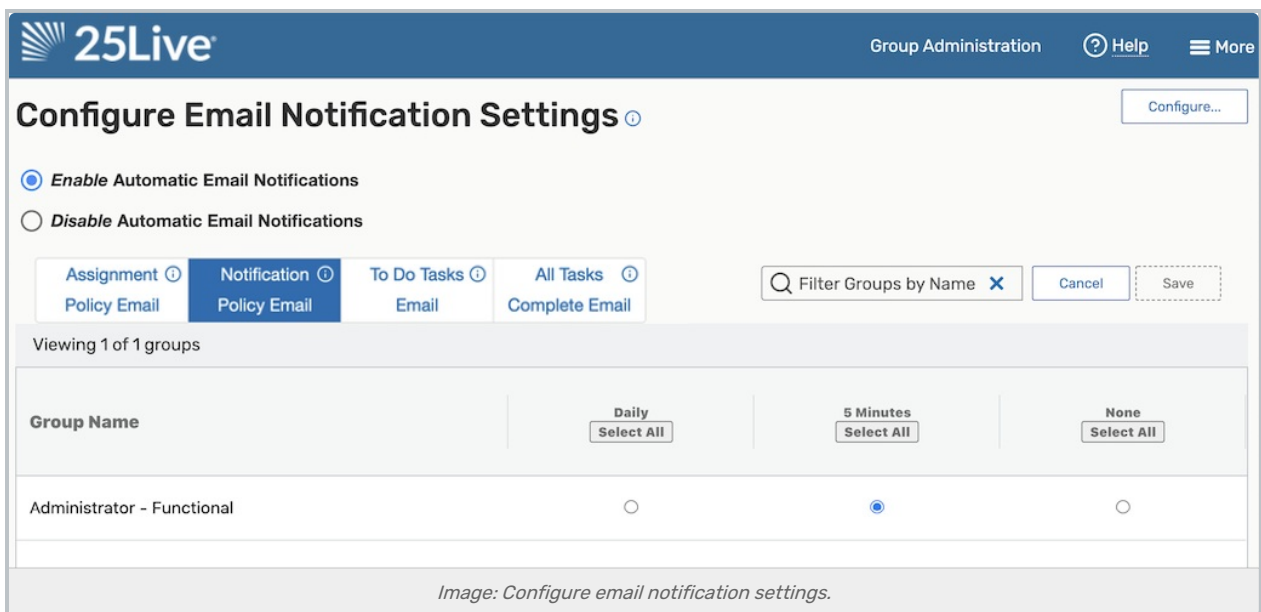 25Live®
Group Administration
Help
More
Configure Email Notification Settings
Configure...
Enable Automatic Email Notifications
Disable Automatic Email Notifications
Assignment
Policy Email
Notification
Policy Email
To Do Tasks
Email
All Tasks
Complete Email
Filter Groups by Name
Cancel
Save
Viewing 1 of 1 groups
Group Name
Daily
Select All
5 Minutes
Select All
None
Select All
Administrator - Functional
Image: Configure email notification settings.